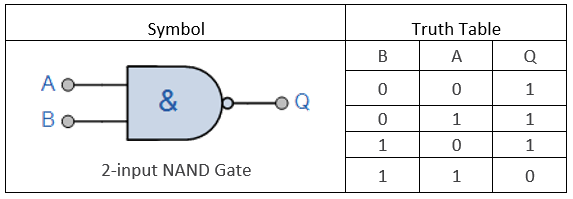 Symbol Truth Table
B A Q
A
B
& Q
0 0 1
0 1 1
1 0 1
1 1 0
2-input NAND Gate